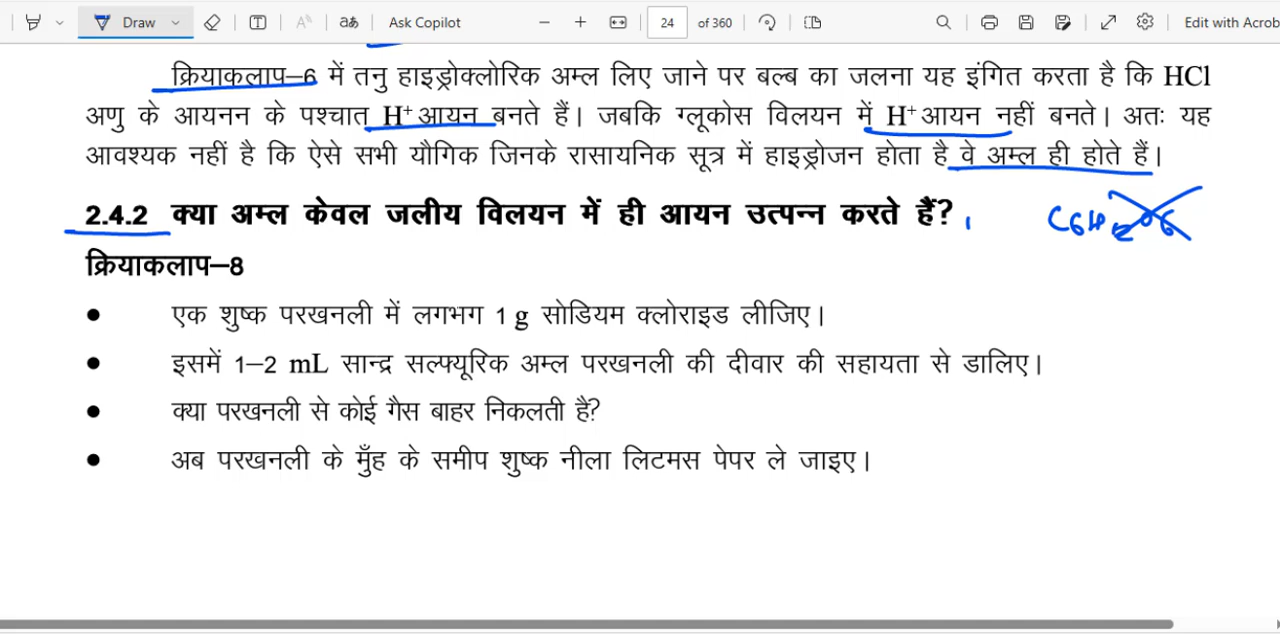 Draw
A
aあ
Ask Copilot
24
of 360
Edit with Acrob
क्रियाकलाप–6 में तनु हाइड्रोक्लोरिक अम्ल लिए जाने पर बल्ब का जलना यह इंगित करता है कि HCl
अणु के आयनन के पश्चात् H⁺ आयन बनते हैं। जबकि ग्लूकोस विलयन में H⁺ आयन नहीं बनते। अतः यह
आवश्यक नहीं है कि ऐसे सभी यौगिक जिनके रासायनिक सूत्र में हाइड्रोजन होता है वे अम्ल ही होते हैं।
2.4.2 क्या अम्ल केवल जलीय विलयन में ही आयन उत्पन्न करते हैं?
क्रियाकलाप–8
● एक शुष्क परखनली में लगभग 1 g सोडियम क्लोराइड लीजिए।
● इसमें 1–2 mL सान्द्र सल्फ्यूरिक अम्ल परखनली की दीवार की सहायता से डालिए।
● क्या परखनली से कोई गैस बाहर निकलती है?
● अब परखनली के मुँह के समीप शुष्क नीला लिटमस पेपर ले जाइए।